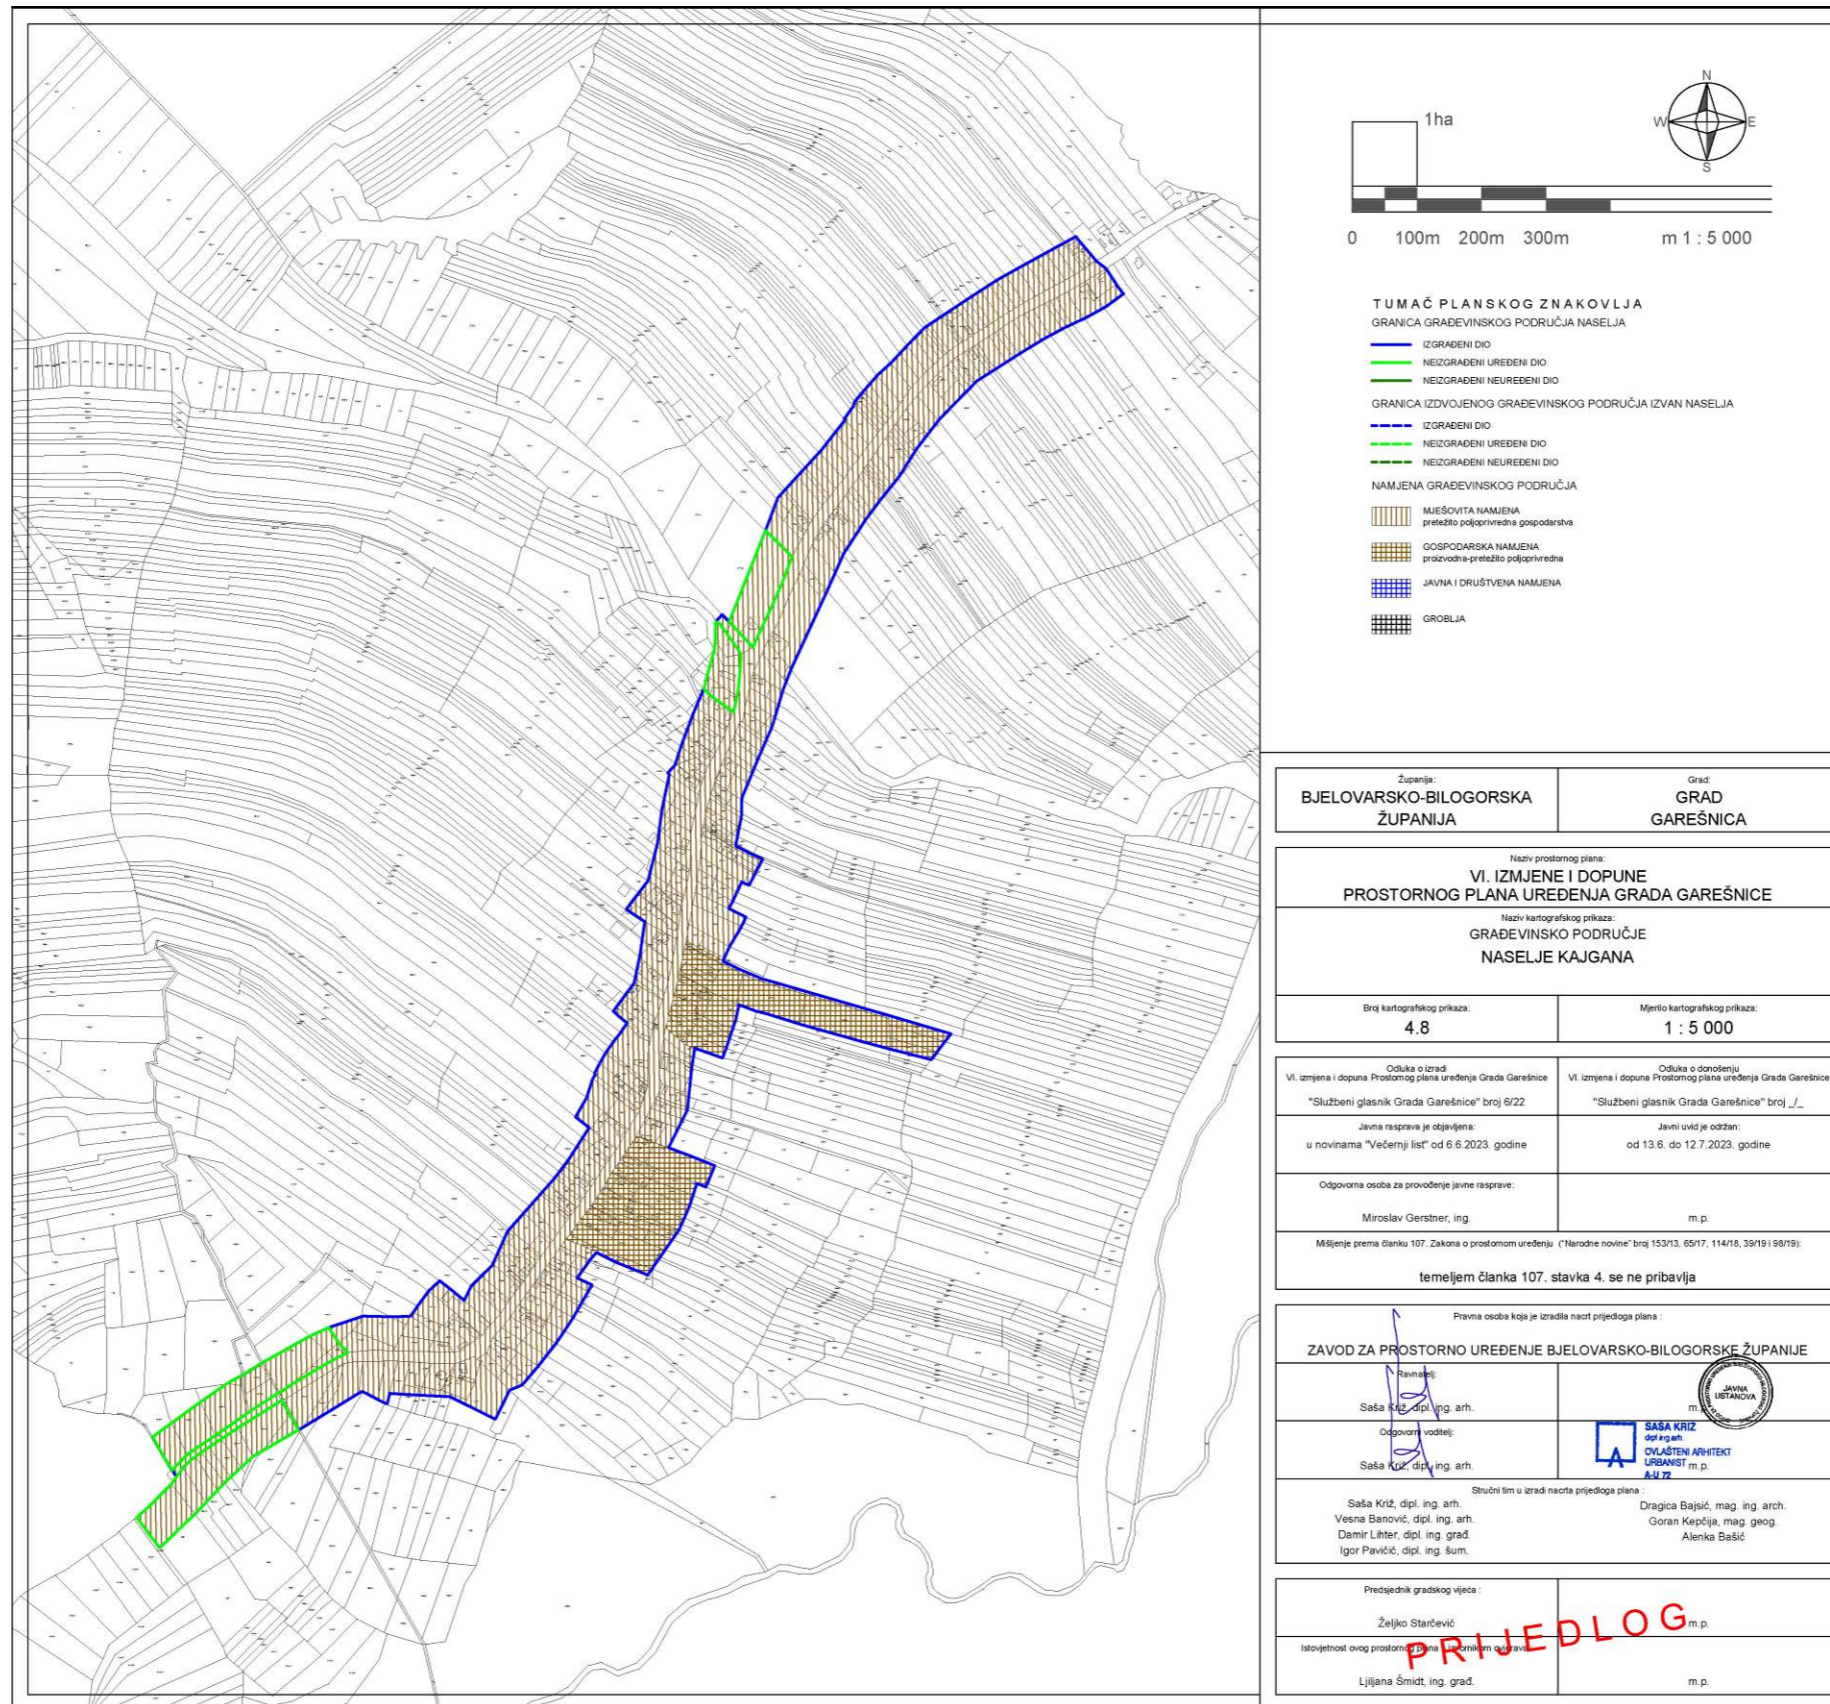 1ha
N
W
E
S
0 100m 200m 300m m 1 : 5 000
TUMAČ PLANSKOG ZNAKOVLJA
GRANICA GRAĐEVINSKOG PODRUČJA NASELJA
IZGRAĐENI DIO
NEIZGRAĐENI UREĐENI DIO
NEIZGRAĐENI NEUREĐENI DIO
GRANICA IZDVOJENOG GRAĐEVINSKOG PODRUČJA IZVAN NASELJA
IZGRAĐENI DIO
NEIZGRAĐENI UREĐENI DIO
NEIZGRAĐENI NEUREĐENI DIO
NAMJENA GRAĐEVINSKOG PODRUČJA
MJEŠOVITA NAMJENA
pretežito poljoprivredna gospodarstva
GOSPODARSKA NAMJENA
proizvodna-pretežito poljoprivredna
JAVNA I DRUŠTVENA NAMJENA
GROBLJA
Županija:
BJELOVARSKO-BILOGORSKA
ŽUPANIJA
Grad:
GRAD
GAREŠNICA
Naziv prostornog plana:
VI. IZMJENE I DOPUNE
PROSTORNOG PLANA UREĐENJA GRADA GAREŠNICE
Naziv kartografskog prikaza:
GRAĐEVINSKO PODRUČJE
NASELJE KAJGANA
Broj kartografskog prikaza:
4.8
Mjerilo kartografskog prikaza:
1 : 5 000
Odluka o izradi
VI. izmjena i dopuna Prostornog plana uređenja Grada Garešnice
"Službeni glasnik Grada Garešnice" broj 6/22
Odluka o donošenju
VI. izmjena i dopuna Prostornog plana uređenja Grada Garešnice
"Službeni glasnik Grada Garešnice" broj _/_
Javna rasprava je objavljena:
u novinama "Večernji list" od 6.6.2023. godine
Javni uvid je održan:
od 13.6. do 12.7.2023. godine
Odgovorna osoba za provođenje javne rasprave:
Miroslav Gerstner, ing.
m.p.
Mišljenje prema članku 107. Zakona o prostornom uređenju ("Narodne novine" broj 153/13, 65/17, 114/18, 39/19 i 98/19):
temeljem članka 107. stavka 4. se ne pribavlja
Pravna osoba koja je izradila nacrt prijedloga plana :
ZAVOD ZA PROSTORNO UREĐENJE BJELOVARSKO-BILOGORSKE ŽUPANIJE
Ravnatelj:
Saša Križ, dipl. ing. arh.
m.p.
JAVNA
USTANOVA
Odgovorni voditelj:
Saša Križ, dipl. ing. arh.
SAŠA KRIŽ
dipl.ing.arh.
OVLAŠTENI ARHITEKT
URBANIST
A-U 72
m.p.
Stručni tim u izradi nacrta prijedloga plana :
Saša Križ, dipl. ing. arh.
Vesna Banović, dipl. ing. arh.
Damir Lihter, dipl. ing. građ.
Igor Pavičić, dipl. ing. šum.
Dragica Bajsić, mag. ing. arch.
Goran Kepčija, mag. geog.
Alenka Bašić
Predsjednik gradskog vijeća :
Željko Starčević
m.p.
PRIJEDLOG
Istovjetnost ovog prostornog plana s izvornikom ovjerava:
Ljiljana Šmidt, ing. građ.
m.p.